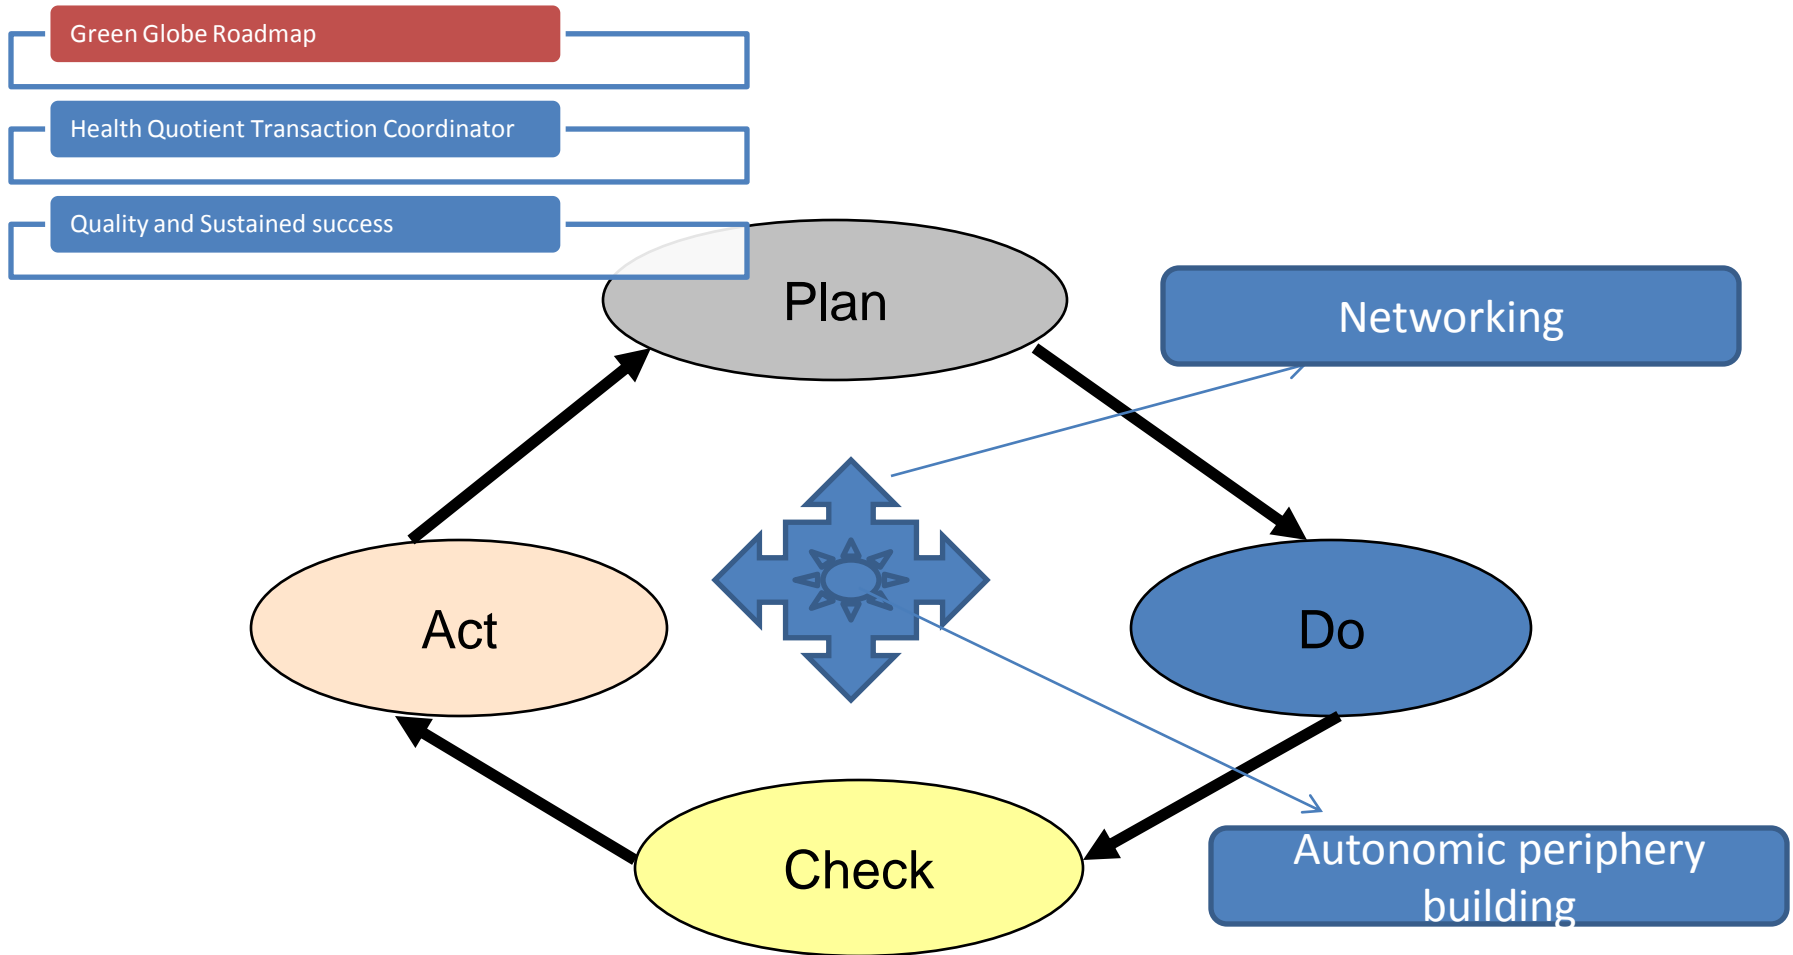 Green Globe Roadmap
Health Quotient Transaction Coordinator
Quality and Sustained success
Plan
Networking
Act
Do
Check
Autonomic periphery
building